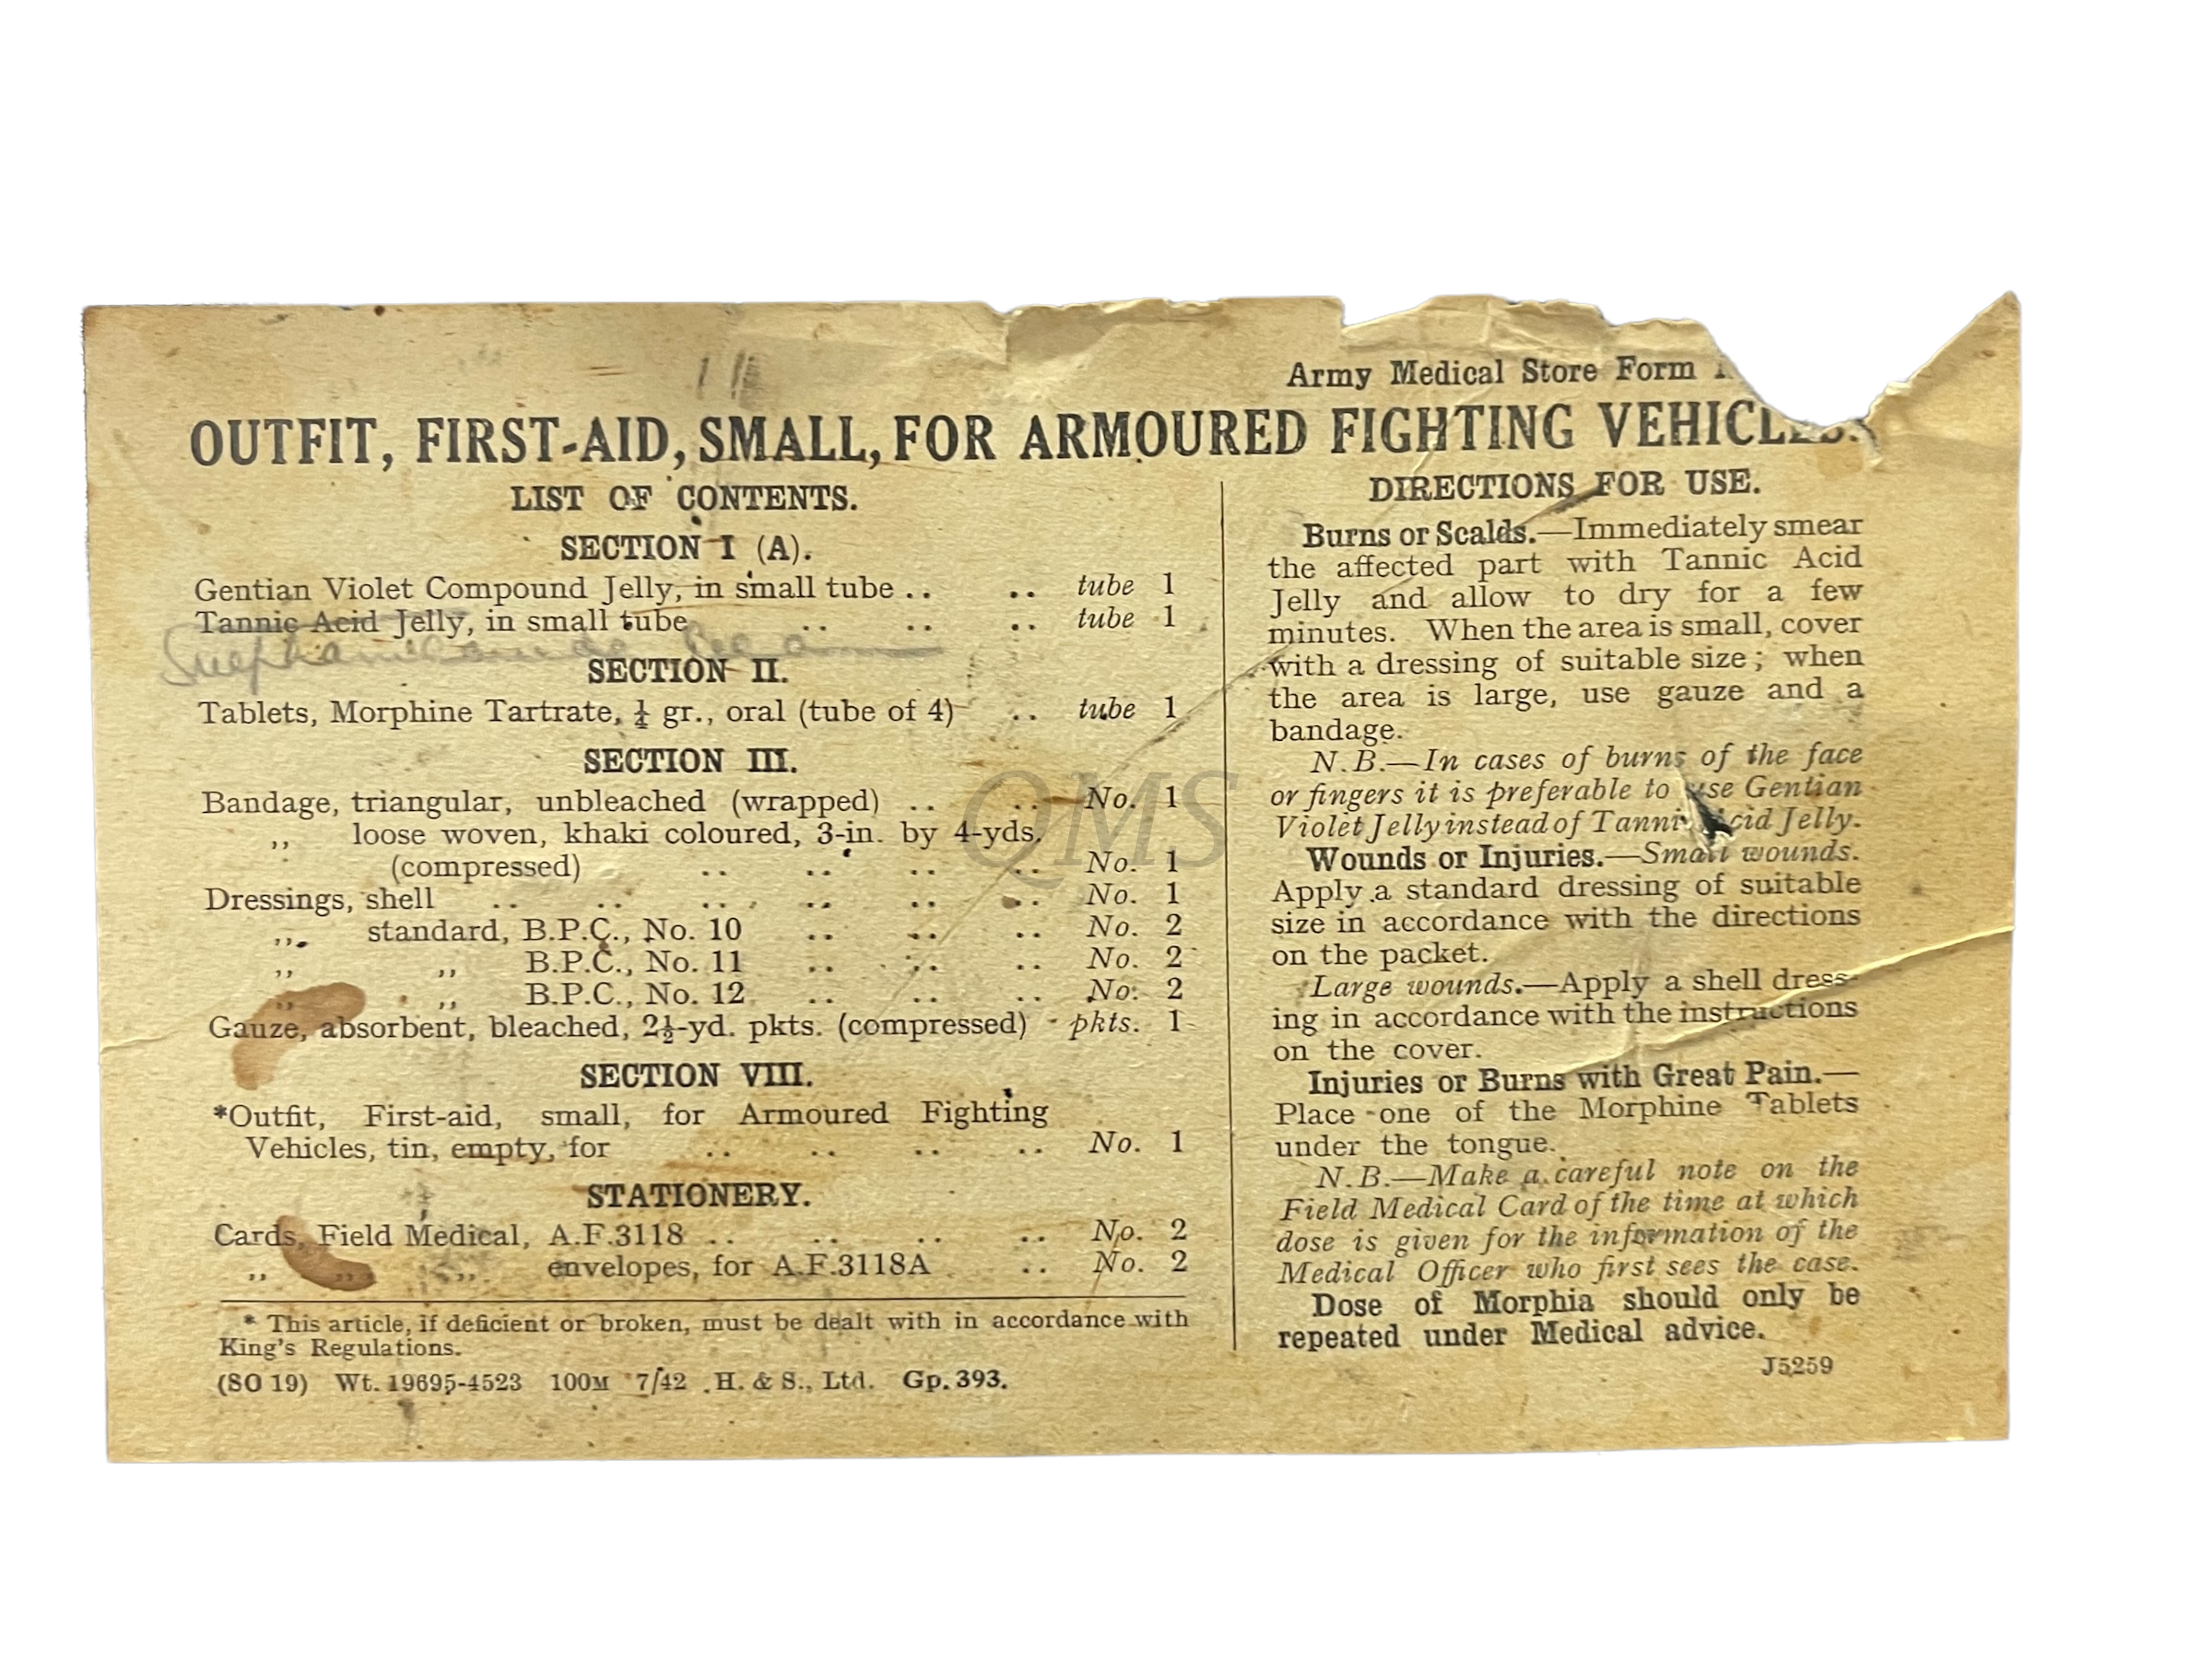 Army Medical Store Form
OUTFIT, FIRST-AID, SMALL, FOR ARMOURED FIGHTING VEHICLES.
LIST OF CONTENTS.
SECTION I (A).
Gentian Violet Compound Jelly, in small tube .. .. tube 1
Tannic Acid Jelly, in small tube .. .. .. tube 1
SECTION II.
Tablets, Morphine Tartrate, ¼ gr., oral (tube of 4) .. tube 1
SECTION III.
Bandage, triangular, unbleached (wrapped) .. .. No. 1
,, loose woven, khaki coloured, 3-in. by 4-yds.
(compressed) .. .. .. .. No. 1
Dressings, shell .. .. .. .. .. .. No. 1
,, standard, B.P.C., No. 10 .. .. .. No. 2
,, ,, B.P.C., No. 11 .. .. .. No. 2
,, ,, B.P.C., No. 12 .. .. .. No. 2
Gauze, absorbent, bleached, 2½-yd. pkts. (compressed) pkts. 1
SECTION VIII.
*Outfit, First-aid, small, for Armoured Fighting
Vehicles, tin, empty, for .. .. .. .. No. 1
STATIONERY.
Cards, Field Medical, A.F.3118 .. .. .. .. No. 2
,, ,, ,, envelopes, for A.F.3118A .. No. 2
* This article, if deficient or broken, must be dealt with in accordance with
King's Regulations.
(SO 19) Wt. 19695-4523 100M 7/42 H. & S., Ltd. Gp. 393.
DIRECTIONS FOR USE.
Burns or Scalds.—Immediately smear
the affected part with Tannic Acid
Jelly and allow to dry for a few
minutes. When the area is small, cover
with a dressing of suitable size; when
the area is large, use gauze and a
bandage.
N.B.—In cases of burns of the face
or fingers it is preferable to use Gentian
Violet Jelly instead of Tannic Acid Jelly.
Wounds or Injuries.—Small wounds.
Apply a standard dressing of suitable
size in accordance with the directions
on the packet.
Large wounds.—Apply a shell dress-
ing in accordance with the instructions
on the cover.
Injuries or Burns with Great Pain.—
Place one of the Morphine Tablets
under the tongue.
N.B.—Make a careful note on the
Field Medical Card of the time at which
dose is given for the information of the
Medical Officer who first sees the case.
Dose of Morphia should only be
repeated under Medical advice.
J5259
QMS